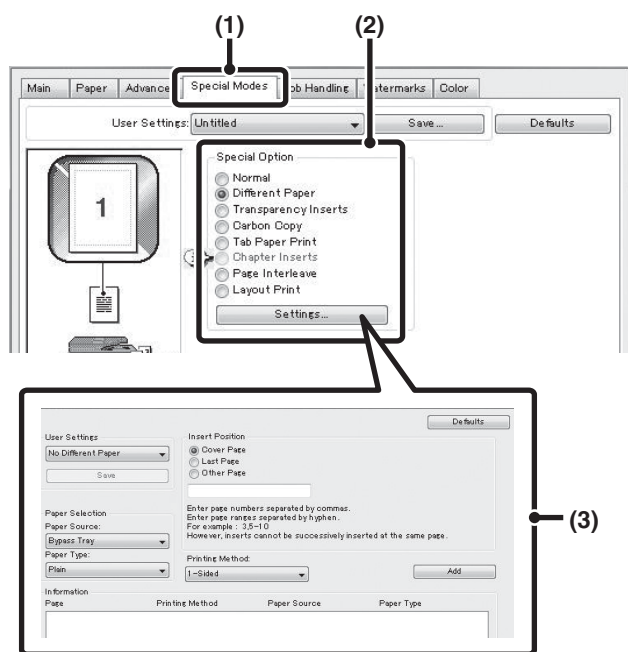 (1) (2)
Main Paper Advance Special Modes ob Handling atermarks Color
User Settings: Untitled Save... Defaults
1
Special Option
Normal
Different Paper
Transparency Inserts
Carbon Copy
Tab Paper Print
Chapter Inserts
Page Interleave
Layout Print
Settings...
(3)
Defaults
User Settings
No Different Paper
Save
Insert Position
Cover Page
Last Page
Other Page
Enter page numbers separated by commas.
Enter page ranges separated by hyphen.
For example : 3,5-10
However, inserts cannot be successively inserted at the same page.
Paper Selection
Paper Source:
Bypass Tray
Paper Type:
Plain
Printing Method:
1-Sided
Add
Information
Page Printing Method Paper Source Paper Type